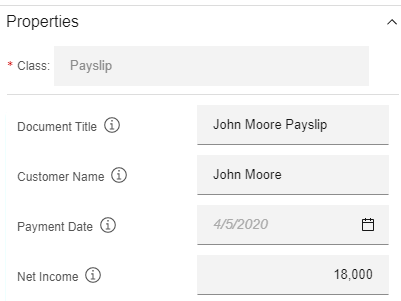 Properties
* Class: Payslip
Document Title John Moore Payslip
Customer Name John Moore
Payment Date 4/5/2020
Net Income 18,000